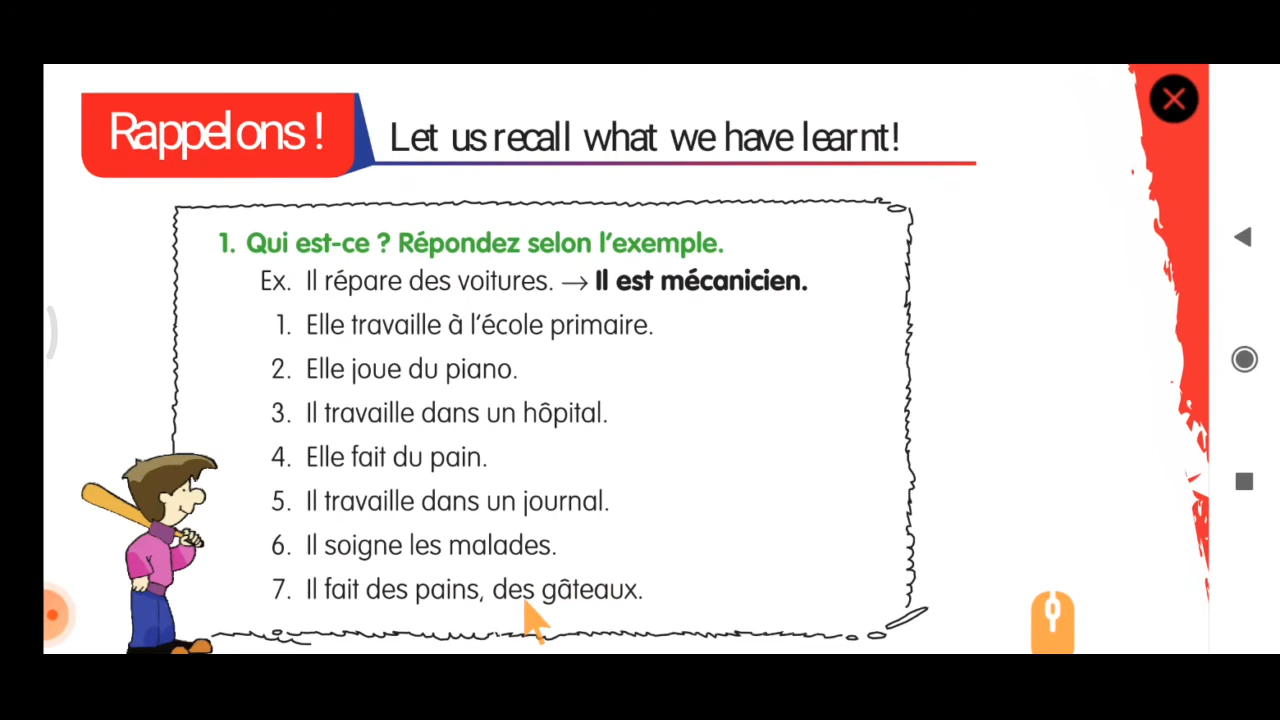 Rappelons !
Let us recall what we have learnt!
1. Qui est-ce ? Répondez selon l’exemple.
Ex. Il répare des voitures. → Il est mécanicien.
1. Elle travaille à l’école primaire.
2. Elle joue du piano.
3. Il travaille dans un hôpital.
4. Elle fait du pain.
5. Il travaille dans un journal.
6. Il soigne les malades.
7. Il fait des pains, des gâteaux.